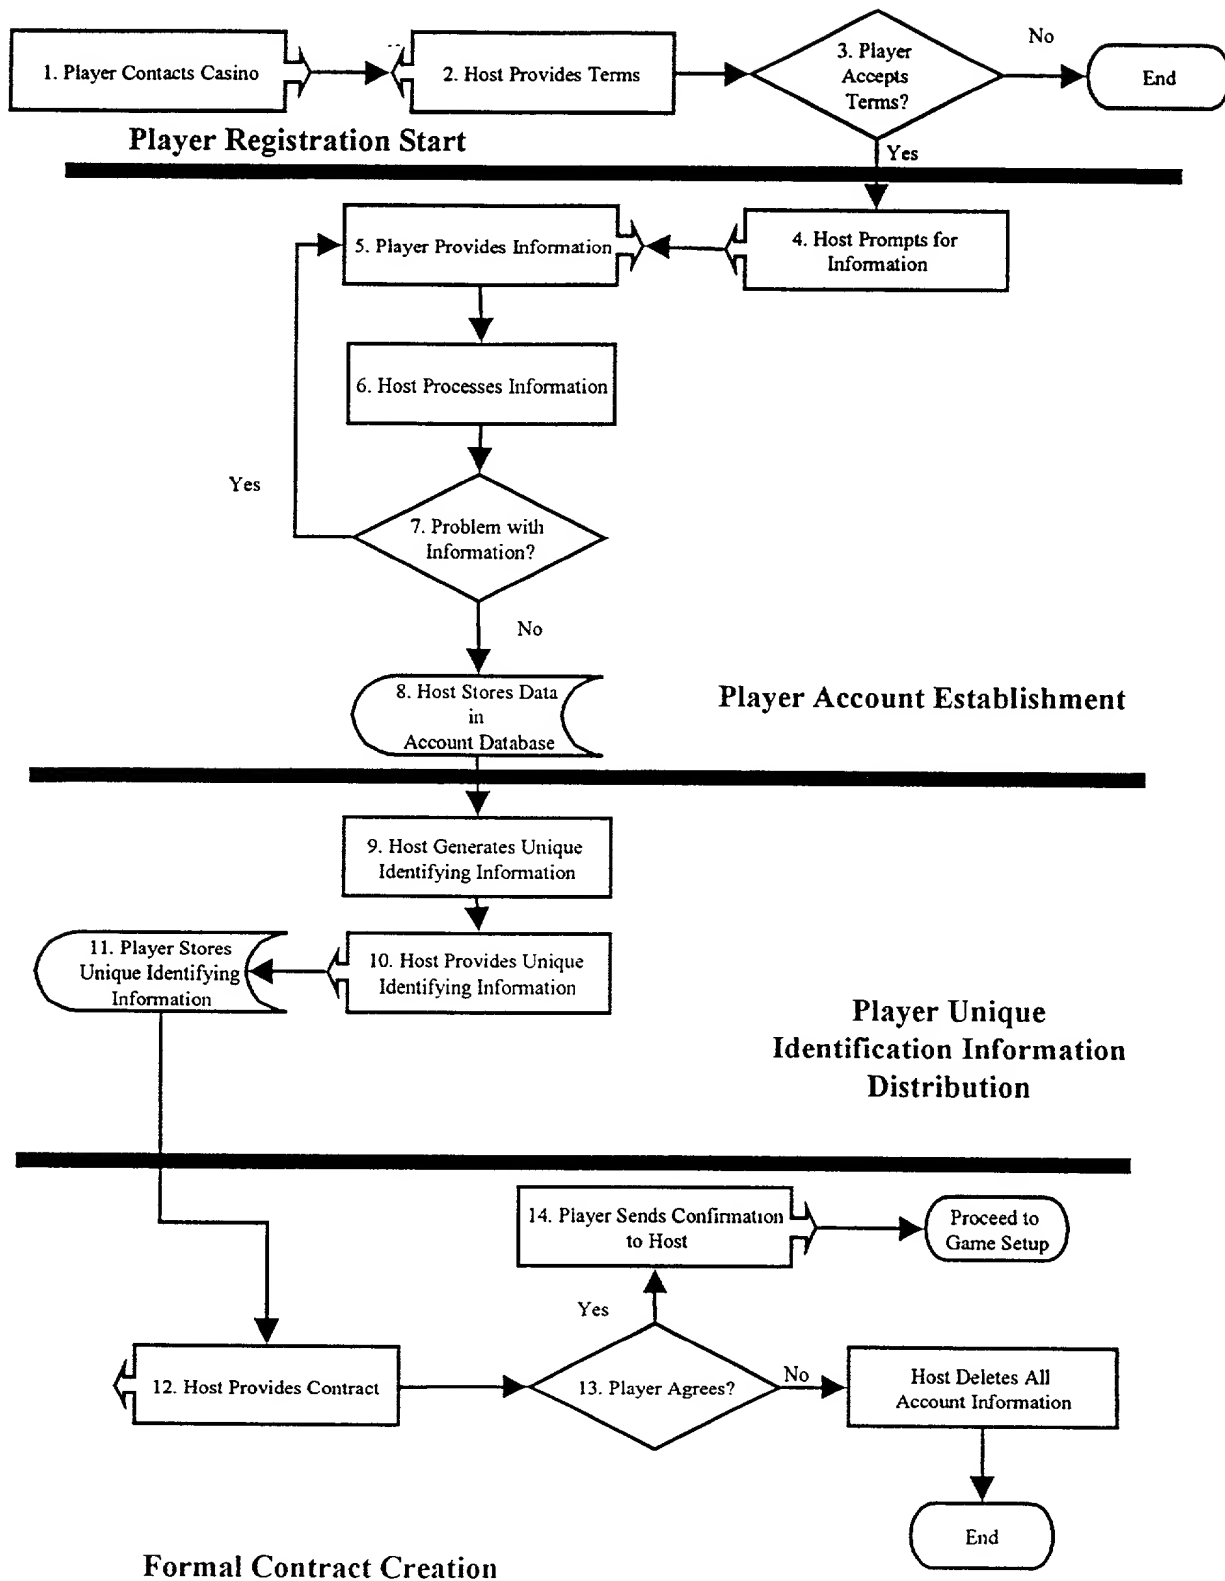 1. Player Contacts Casino
2. Host Provides Terms
3. Player
Accepts
Terms?
No
End
Player Registration Start
Yes
5. Player Provides Information
4. Host Prompts for
Information
6. Host Processes Information
Yes
7. Problem with
Information?
No
8. Host Stores Data
in
Account Database
Player Account Establishment
9. Host Generates Unique
Identifying Information
11. Player Stores
Unique Identifying
Information
10. Host Provides Unique
Identifying Information
Player Unique
Identification Information
Distribution
14. Player Sends Confirmation
to Host
Proceed to
Game Setup
Yes
12. Host Provides Contract
13. Player Agrees?
No
Host Deletes All
Account Information
End
Formal Contract Creation